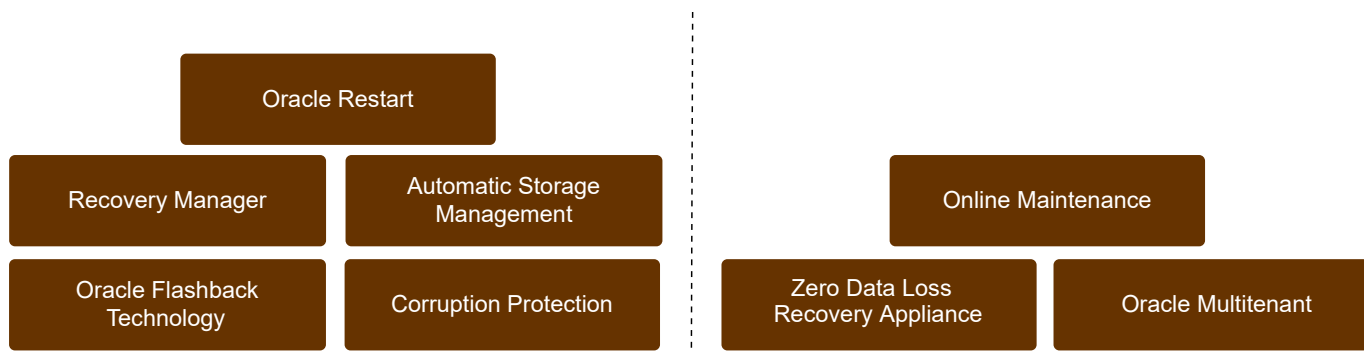 Oracle Restart
Recovery Manager
Automatic Storage
Management
Oracle Flashback
Technology
Corruption Protection
Online Maintenance
Zero Data Loss
Recovery Appliance
Oracle Multitenant